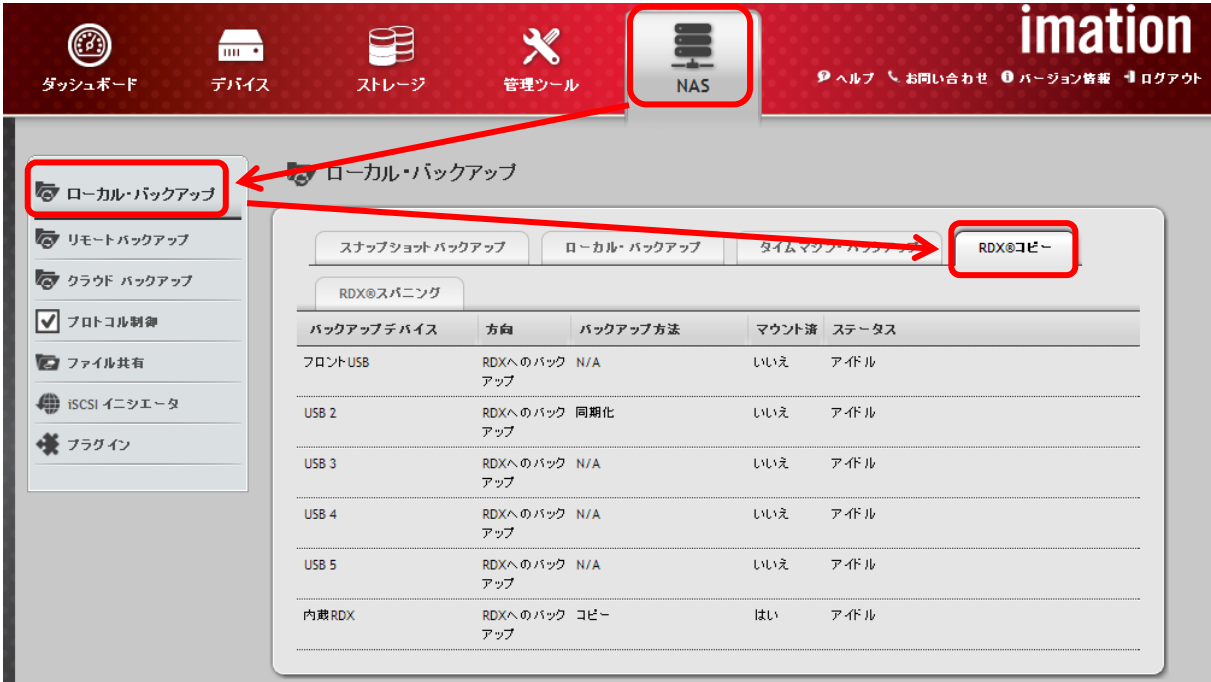 imation
ダッシュボード
デバイス
ストレージ
管理ツール
NAS
ヘルプ お問い合わせ バージョン情報 ログアウト
ローカル・バックアップ
リモートバックアップ
クラウド バックアップ
プロトコル制御
ファイル共有
iSCSI イニシエータ
プラグイン
ローカル・バックアップ
スナップショットバックアップ ローカル・バックアップ タイムマシン・バックアップ RDX®コピー
RDX®スパニング
バックアップデバイス 方向 バックアップ方法 マウント済 ステータス
フロントUSB RDXへのバック N/A いいえ アイドル
アップ
USB 2 RDXへのバック 同期化 いいえ アイドル
アップ
USB 3 RDXへのバック N/A いいえ アイドル
アップ
USB 4 RDXへのバック N/A いいえ アイドル
アップ
USB 5 RDXへのバック N/A いいえ アイドル
アップ
内蔵RDX RDXへのバック コピー はい アイドル
アップ